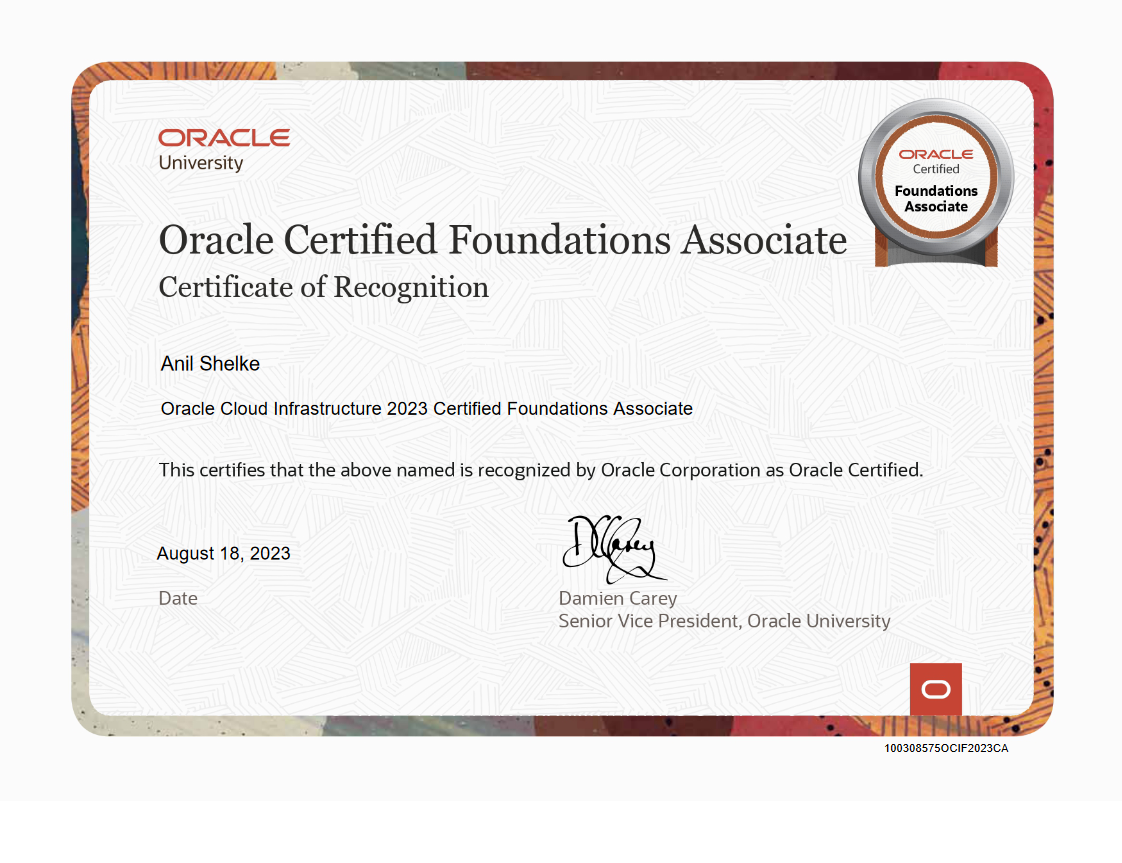 ORACLE
University
ORACLE
Certified
Foundations
Associate
Oracle Certified Foundations Associate
Certificate of Recognition
Anil Shelke
Oracle Cloud Infrastructure 2023 Certified Foundations Associate
This certifies that the above named is recognized by Oracle Corporation as Oracle Certified.
August 18, 2023
Date
DCarey
Damien Carey
Senior Vice President, Oracle University
100308575OCIF2023CA